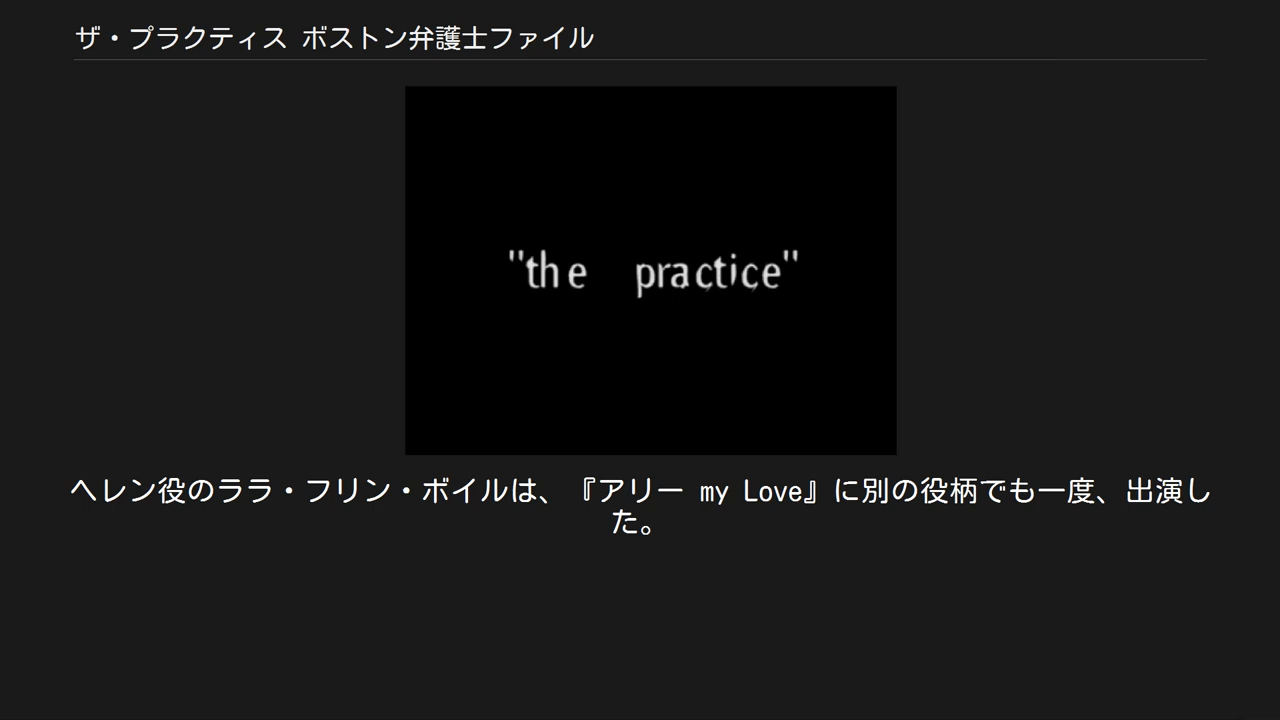 ザ・プラクティス ボストン弁護士ファイル
"the practice"
ヘレン役のララ・フリン・ボイルは、『アリー my Love』に別の役柄でも一度、出演し
た。